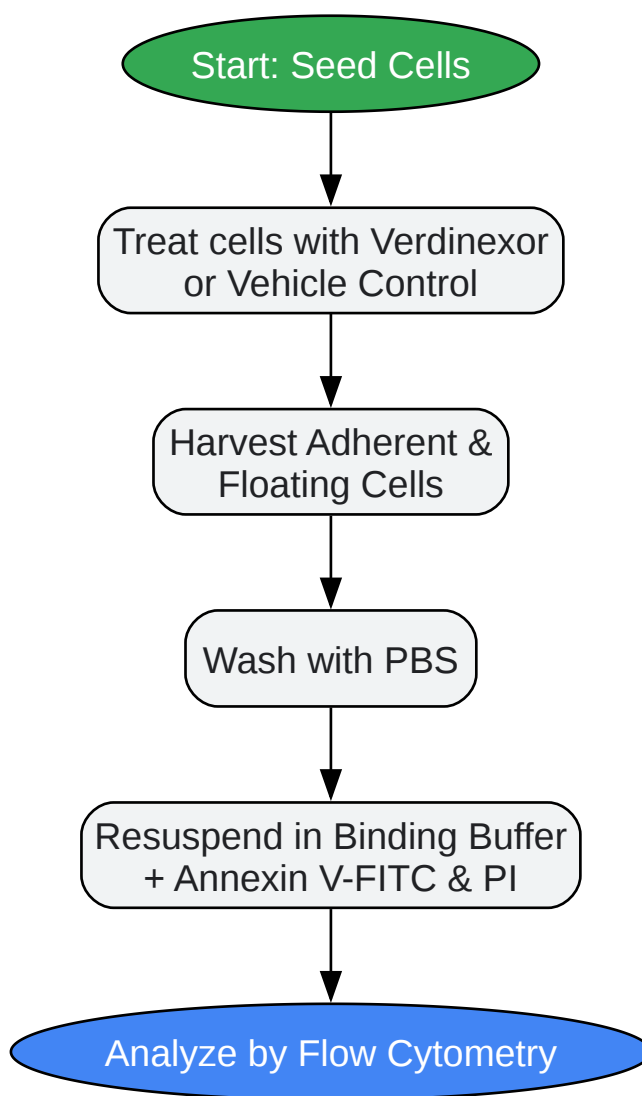 Start: Seed Cells
Treat cells with Verdinexor
or Vehicle Control
Harvest Adherent &
Floating Cells
Wash with PBS
Resuspend in Binding Buffer
+ Annexin V-FITC & PI
Analyze by Flow Cytometry